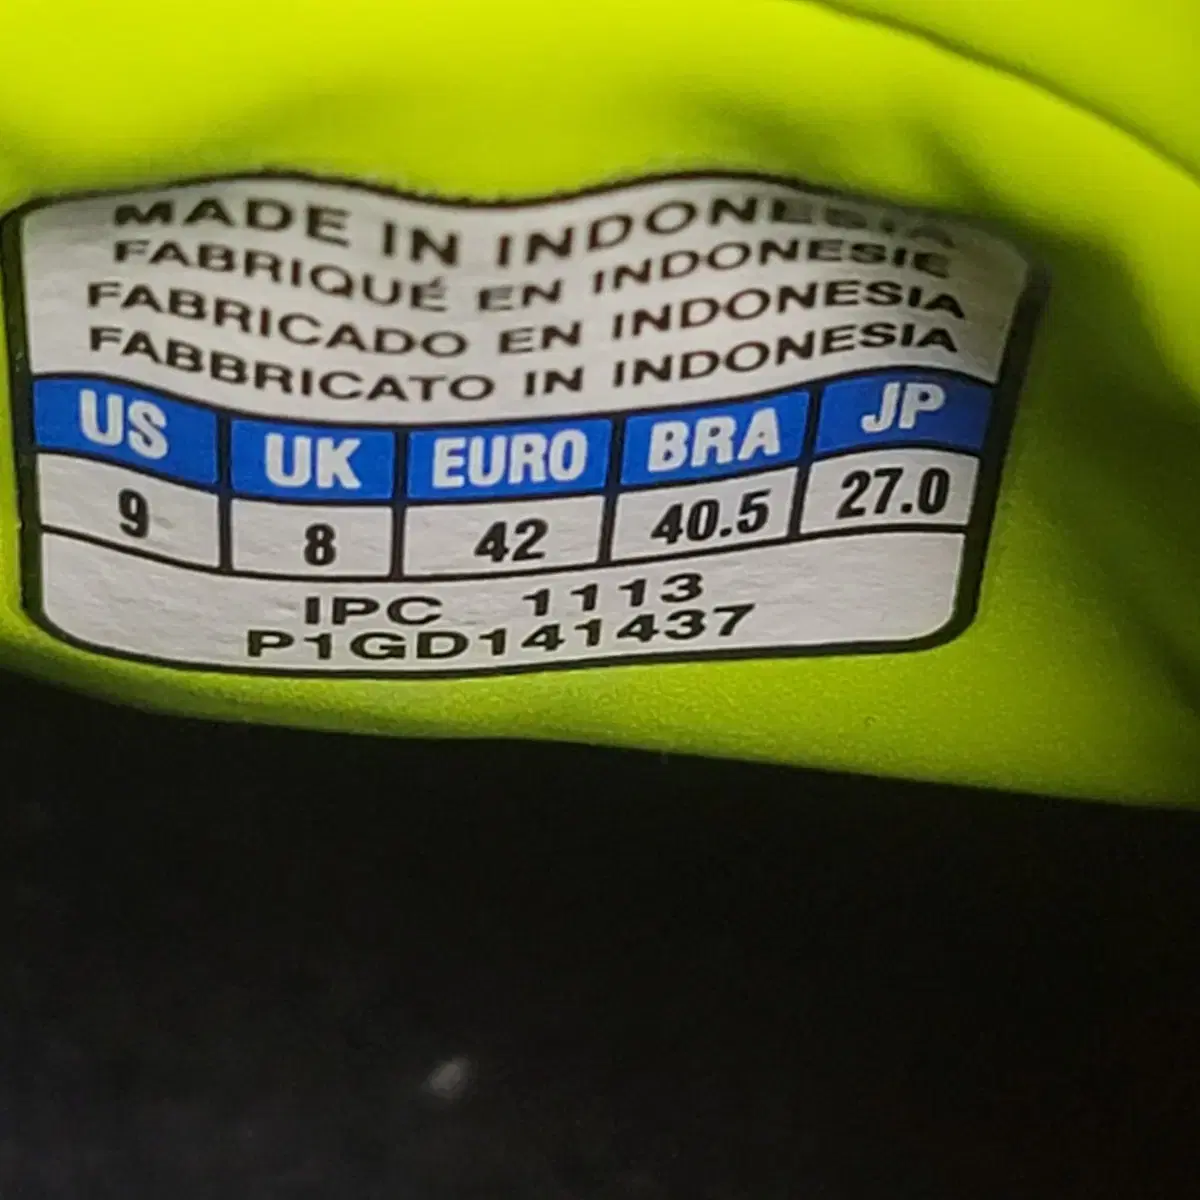 MADE IN INDONESIA
FABRIQUÉ EN INDONESIE
FABRICADO EN INDONESIA
FABBRICATO IN INDONESIA
US UK EURO BRA JP
9 8 42 40.5 27.0
IPC 1113
P1GD141437